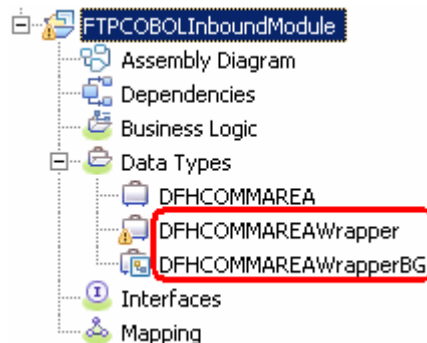 FTPCOBOLInboundModule
Assembly Diagram
Dependencies
Business Logic
Data Types
DFHCOMMAREA
DFHCOMMAREAWrapper
DFHCOMMAREAWrapperBG
Interfaces
Mapping